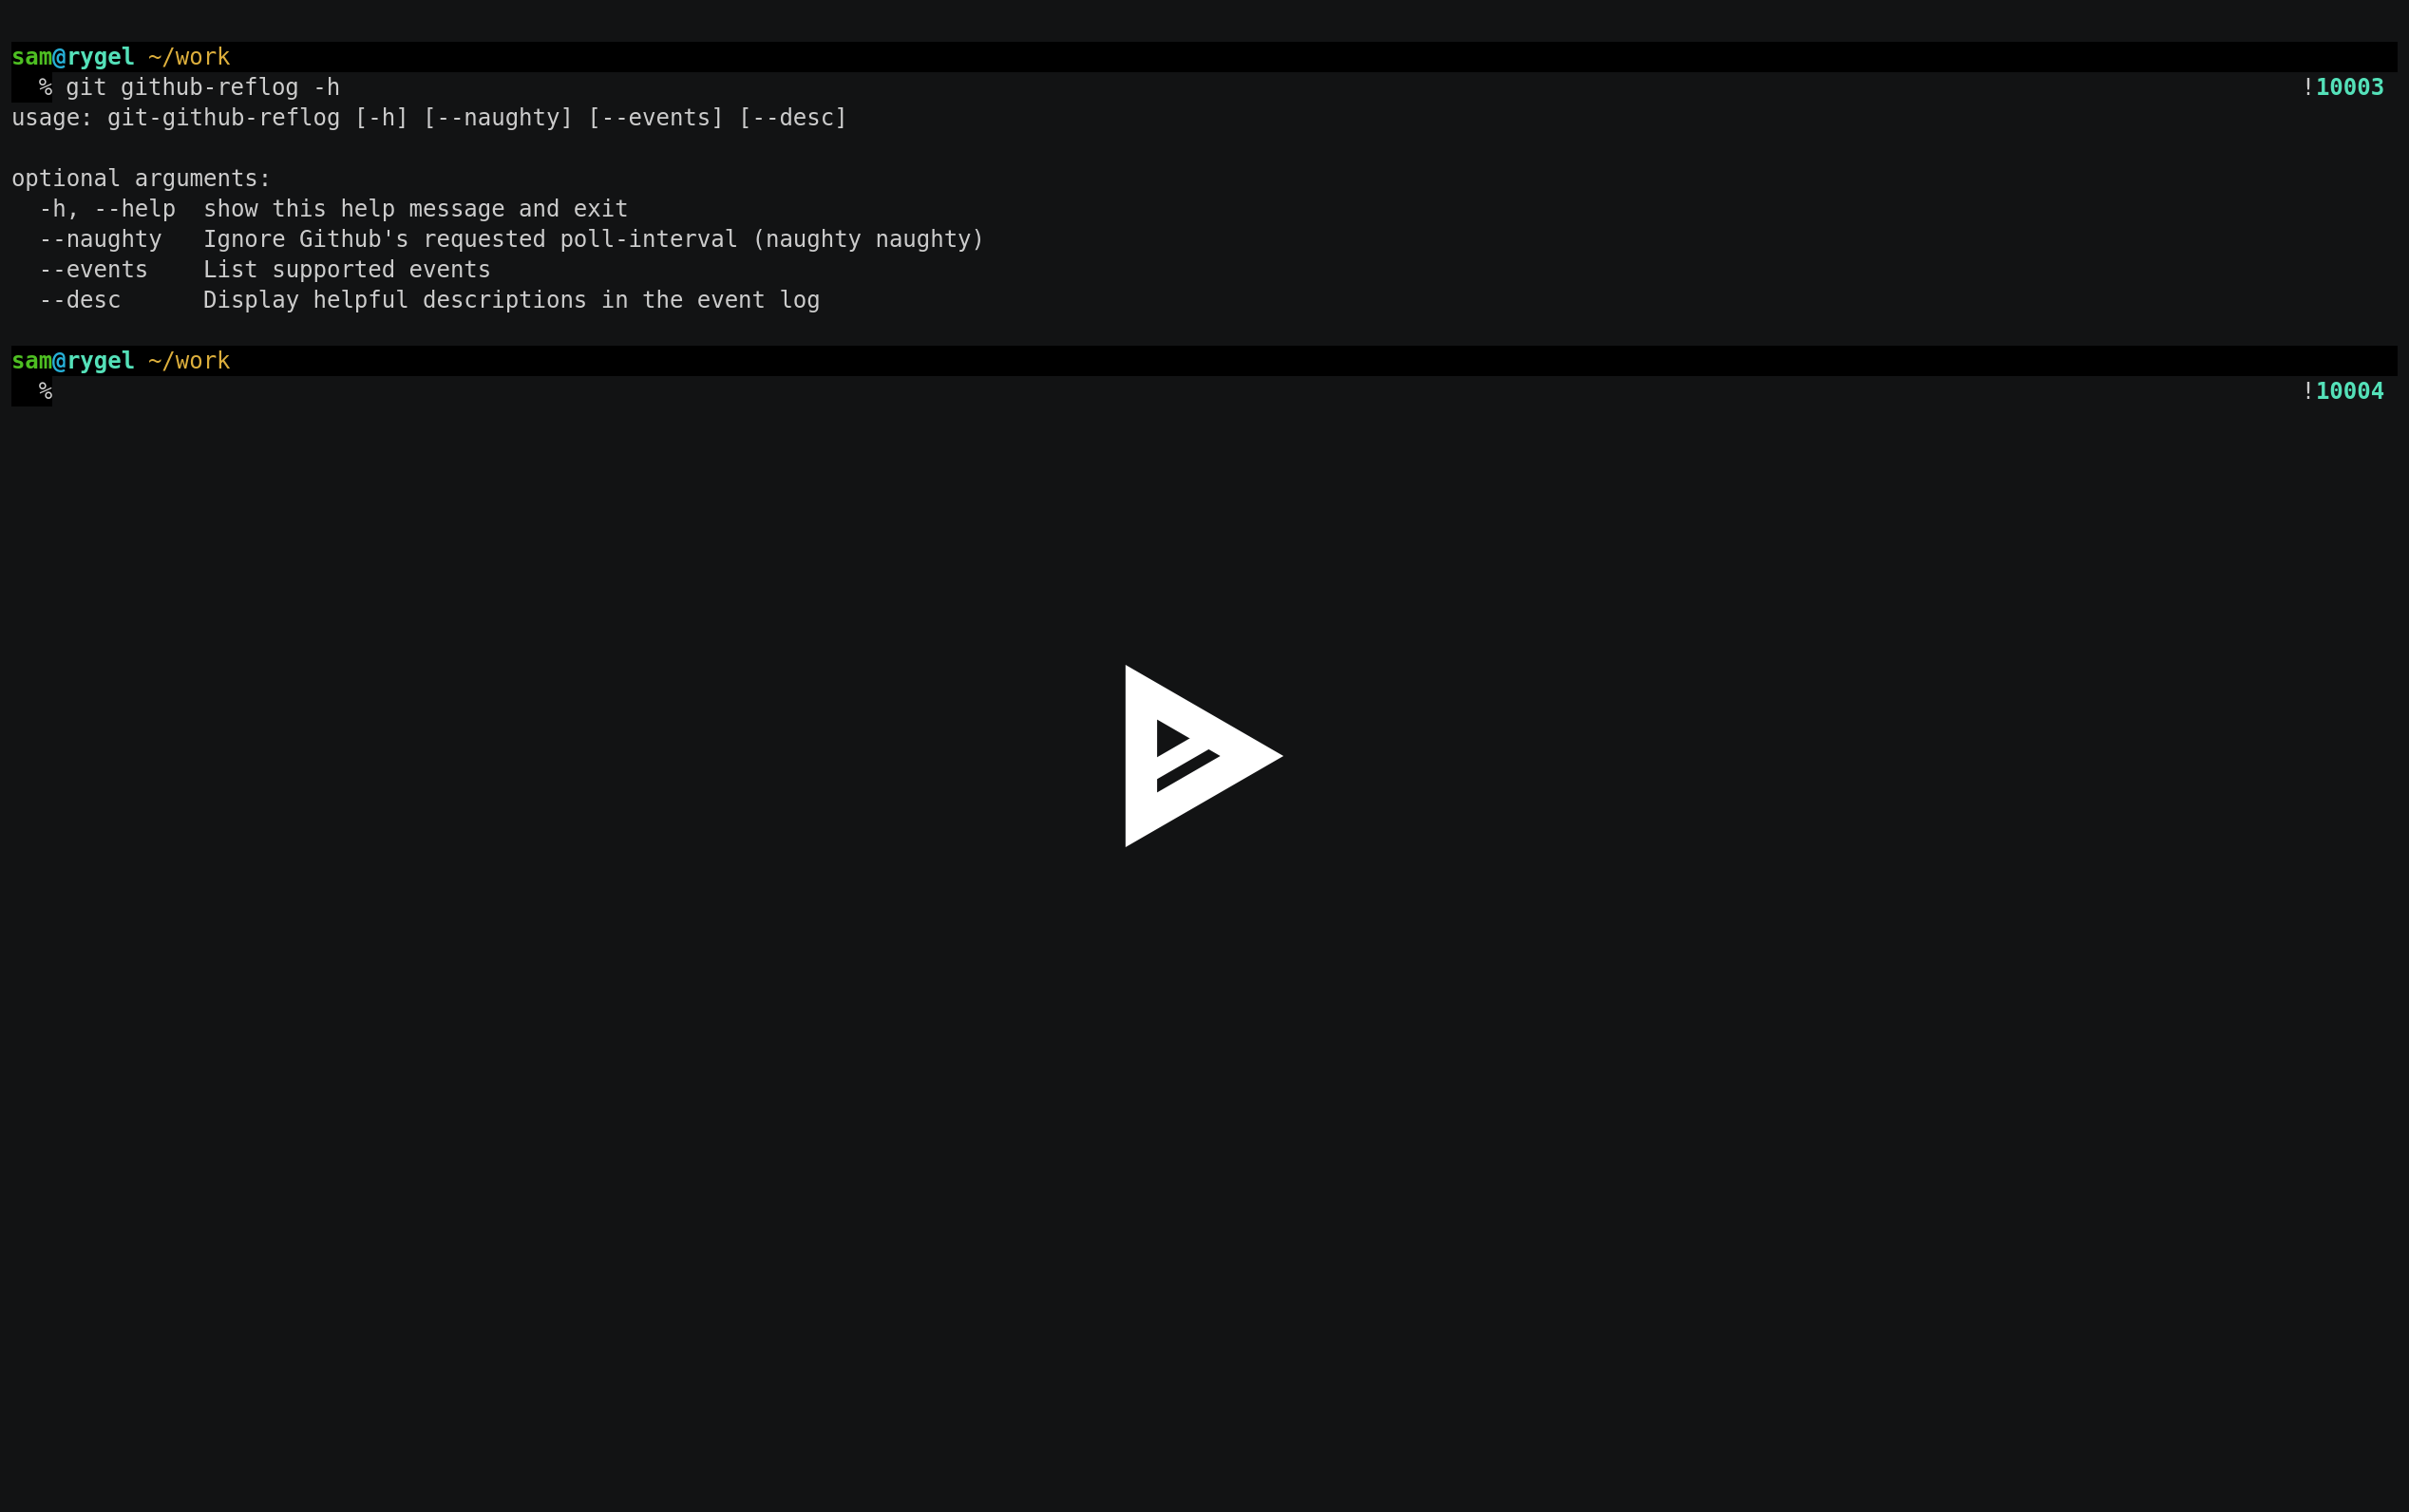 sam@rygel ~/work
% git github-reflog -h !10003
usage: git-github-reflog [-h] [--naughty] [--events] [--desc]
optional arguments:
-h, --help show this help message and exit
--naughty Ignore Github's requested poll-interval (naughty naughty)
--events List supported events
--desc Display helpful descriptions in the event log
sam@rygel ~/work
% !10004